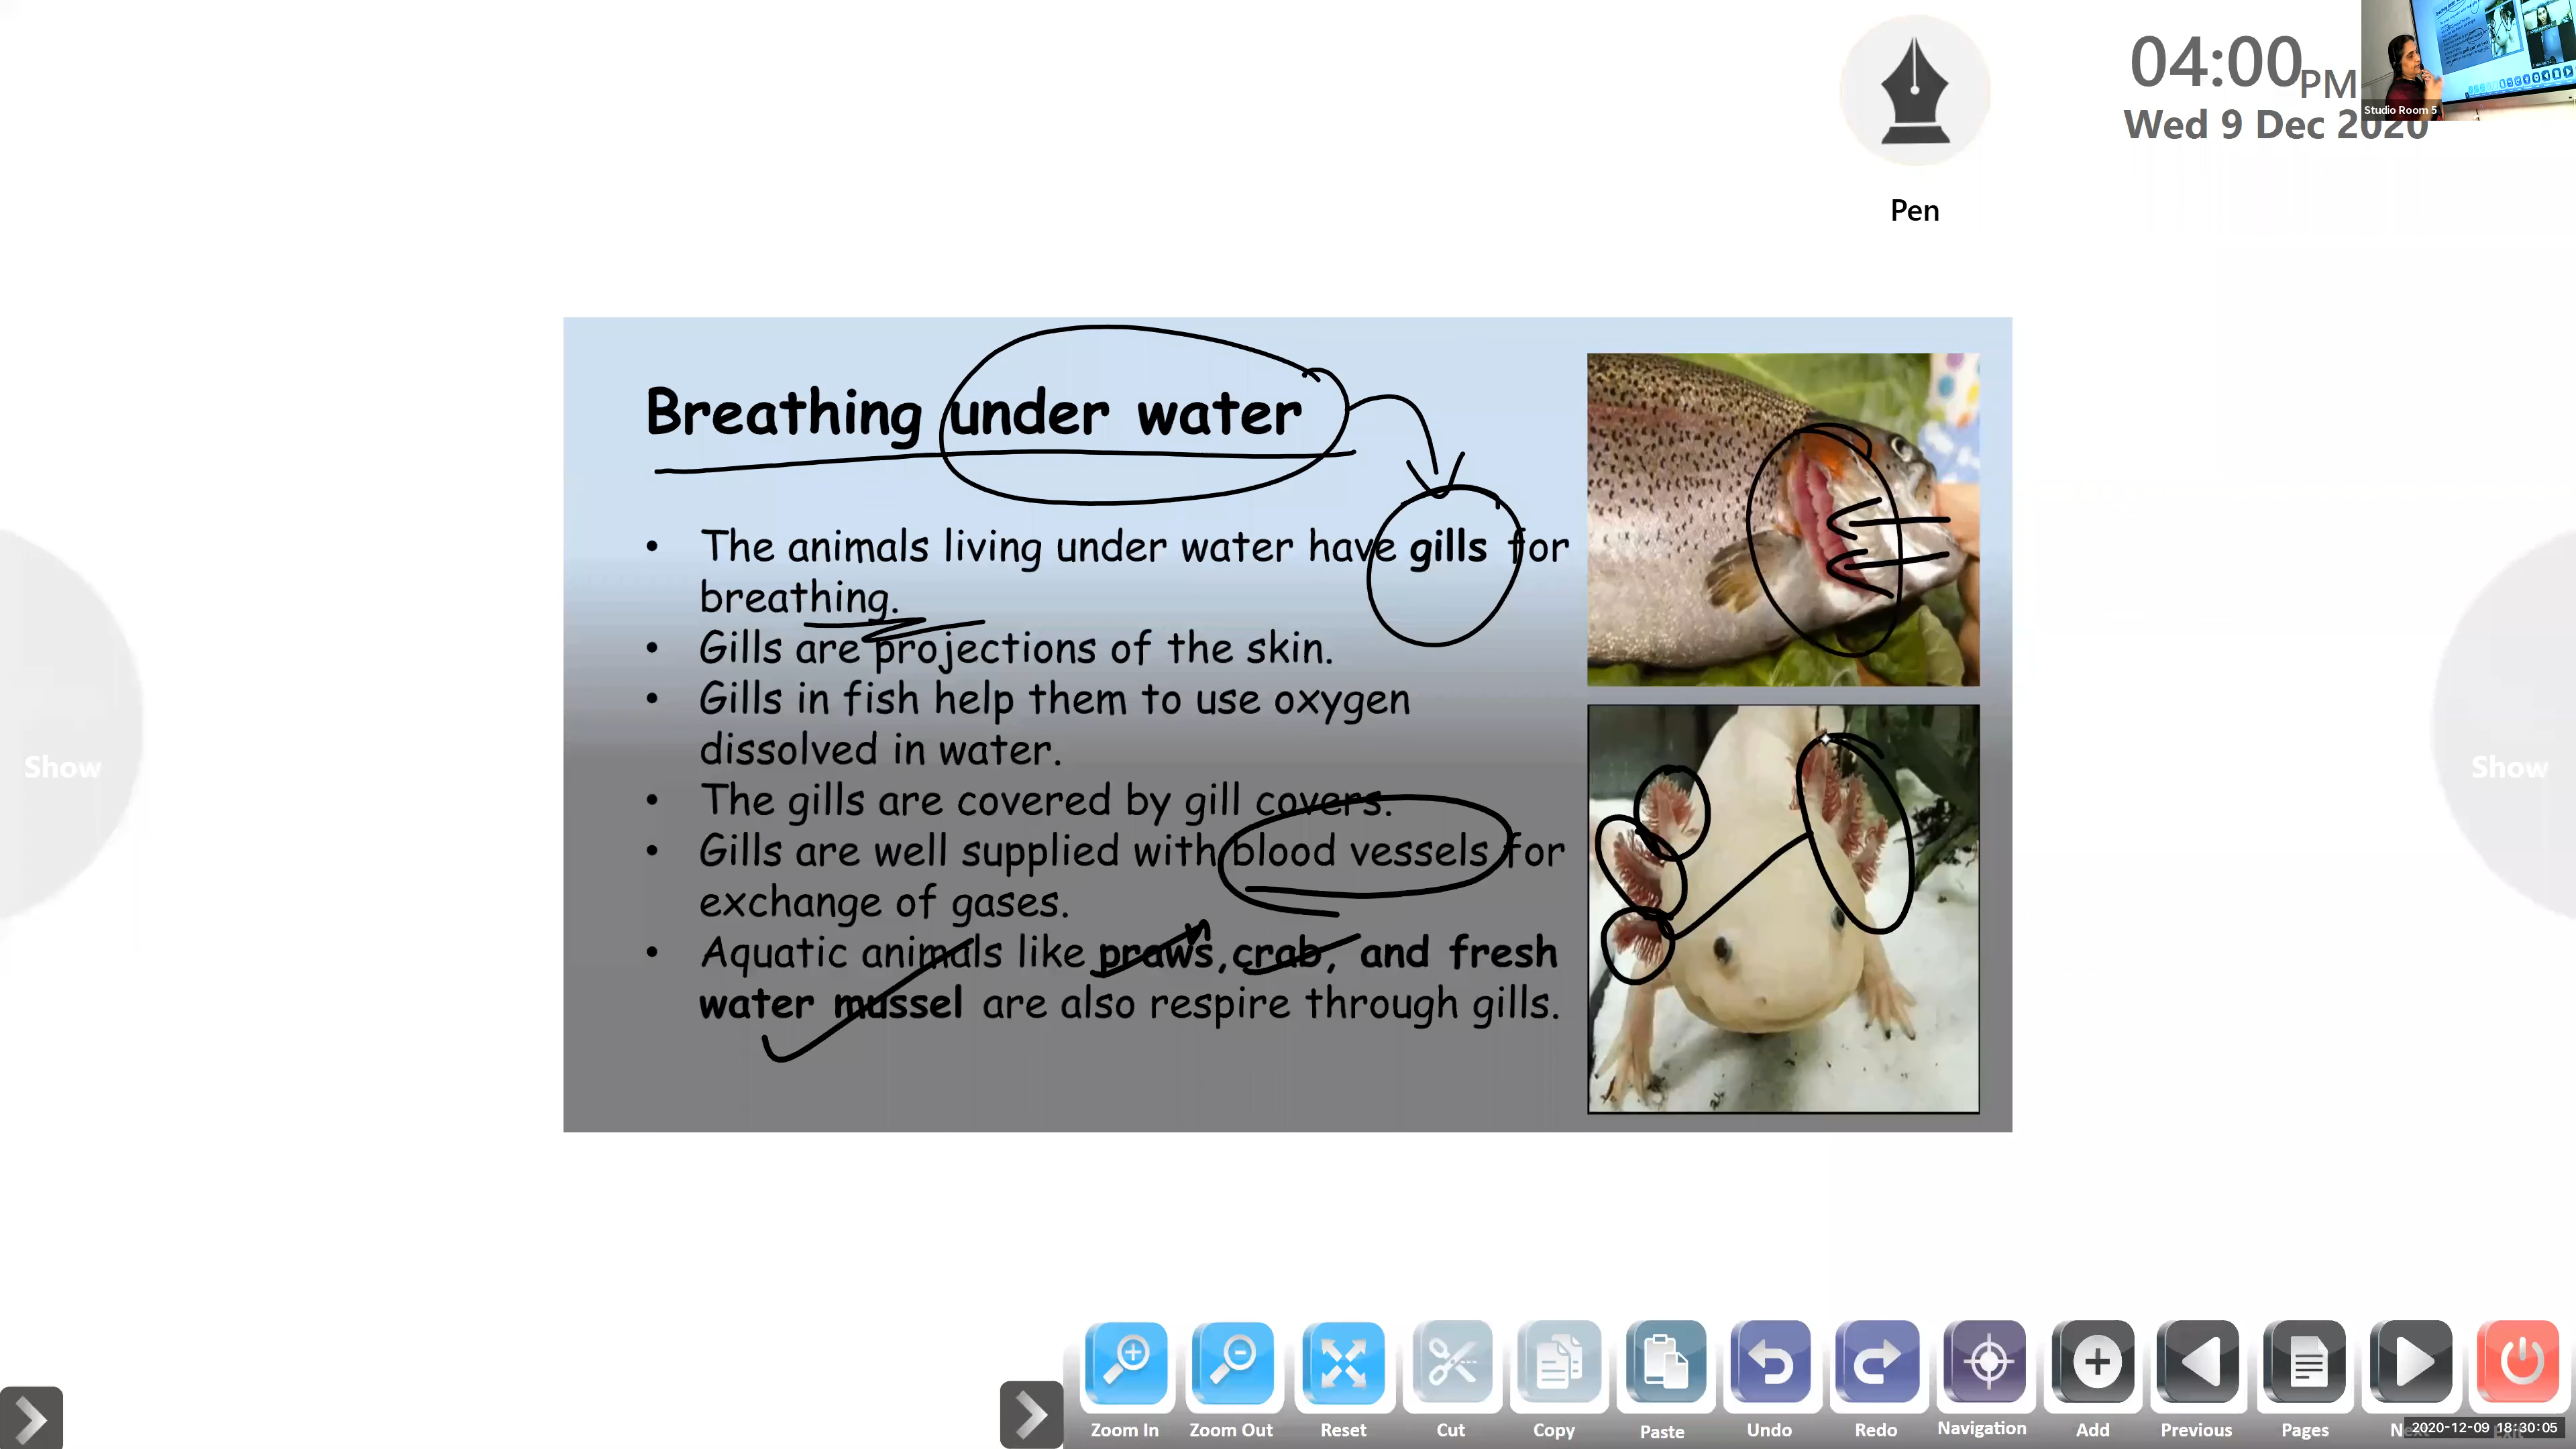 Pen
04:00PM
Wed 9 Dec 2020
Studio Room 5
Breathing under water
• The animals living under water have gills for
breathing.
• Gills are projections of the skin.
• Gills in fish help them to use oxygen
dissolved in water.
• The gills are covered by gill covers.
• Gills are well supplied with blood vessels for
exchange of gases.
• Aquatic animals like praws, crab, and fresh
water mussel are also respire through gills.
Show
Show
Zoom In Zoom Out Reset Cut Copy Paste Undo Redo Navigation Add Previous Pages
2020-12-09 18:30:05